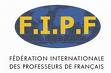 F.I.P.F
FÉDÉRATION INTERNATIONALE
DES PROFESSEURS DE FRANÇAIS